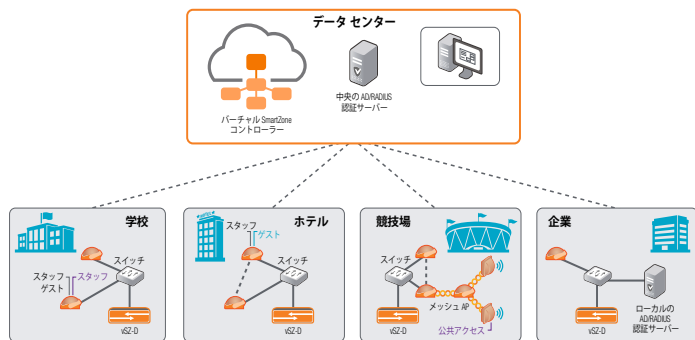 データ センター
バーチャル SmartZone
コントローラー
中央の AD/RADIUS
認証サーバー
学校
スイッチ
スタッフ
スタッフ
ゲスト
vSZ-D
ホテル
スタッフ
ゲスト
スイッチ
vSZ-D
競技場
スイッチ
メッシュ AP
vSZ-D
公共アクセス
企業
スイッチ
vSZ-D
ローカルの
AD/RADIUS
認証サーバー